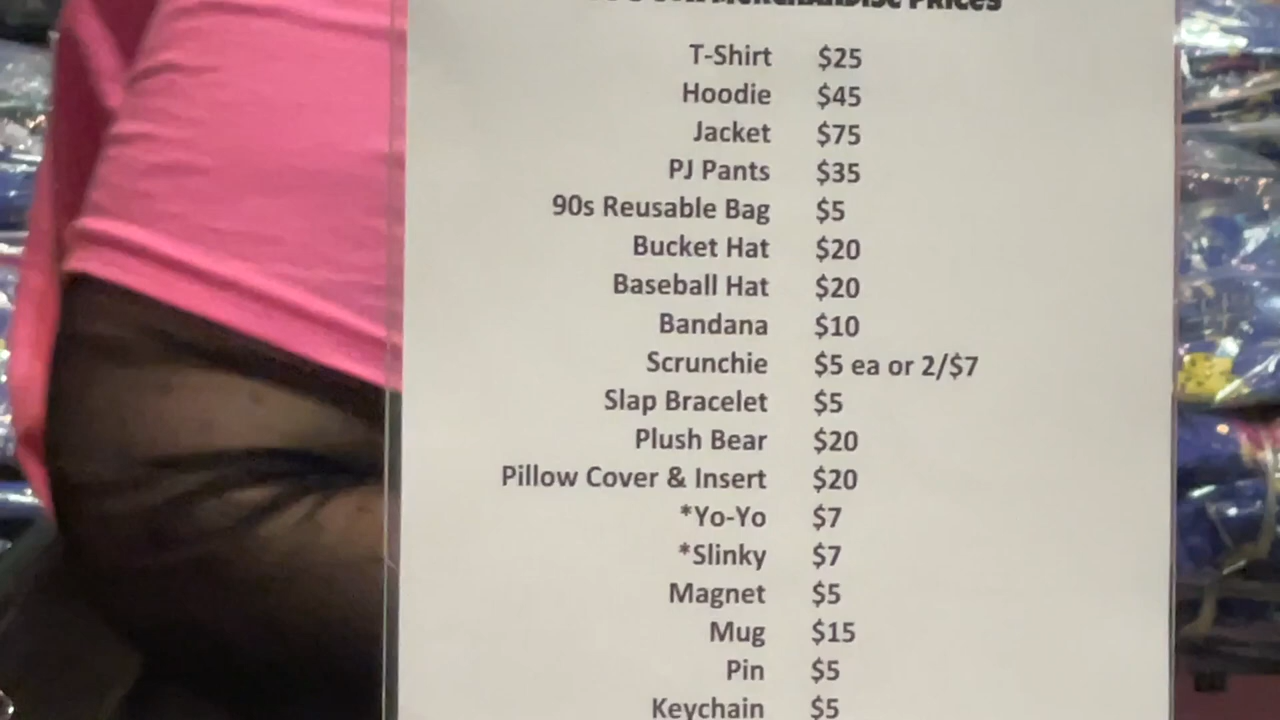 Merchandise Prices
T-Shirt $25
Hoodie $45
Jacket $75
PJ Pants $35
90s Reusable Bag $5
Bucket Hat $20
Baseball Hat $20
Bandana $10
Scrunchie $5 ea or 2/$7
Slap Bracelet $5
Plush Bear $20
Pillow Cover & Insert $20
*Yo-Yo $7
*Slinky $7
Magnet $5
Mug $15
Pin $5
Keychain $5